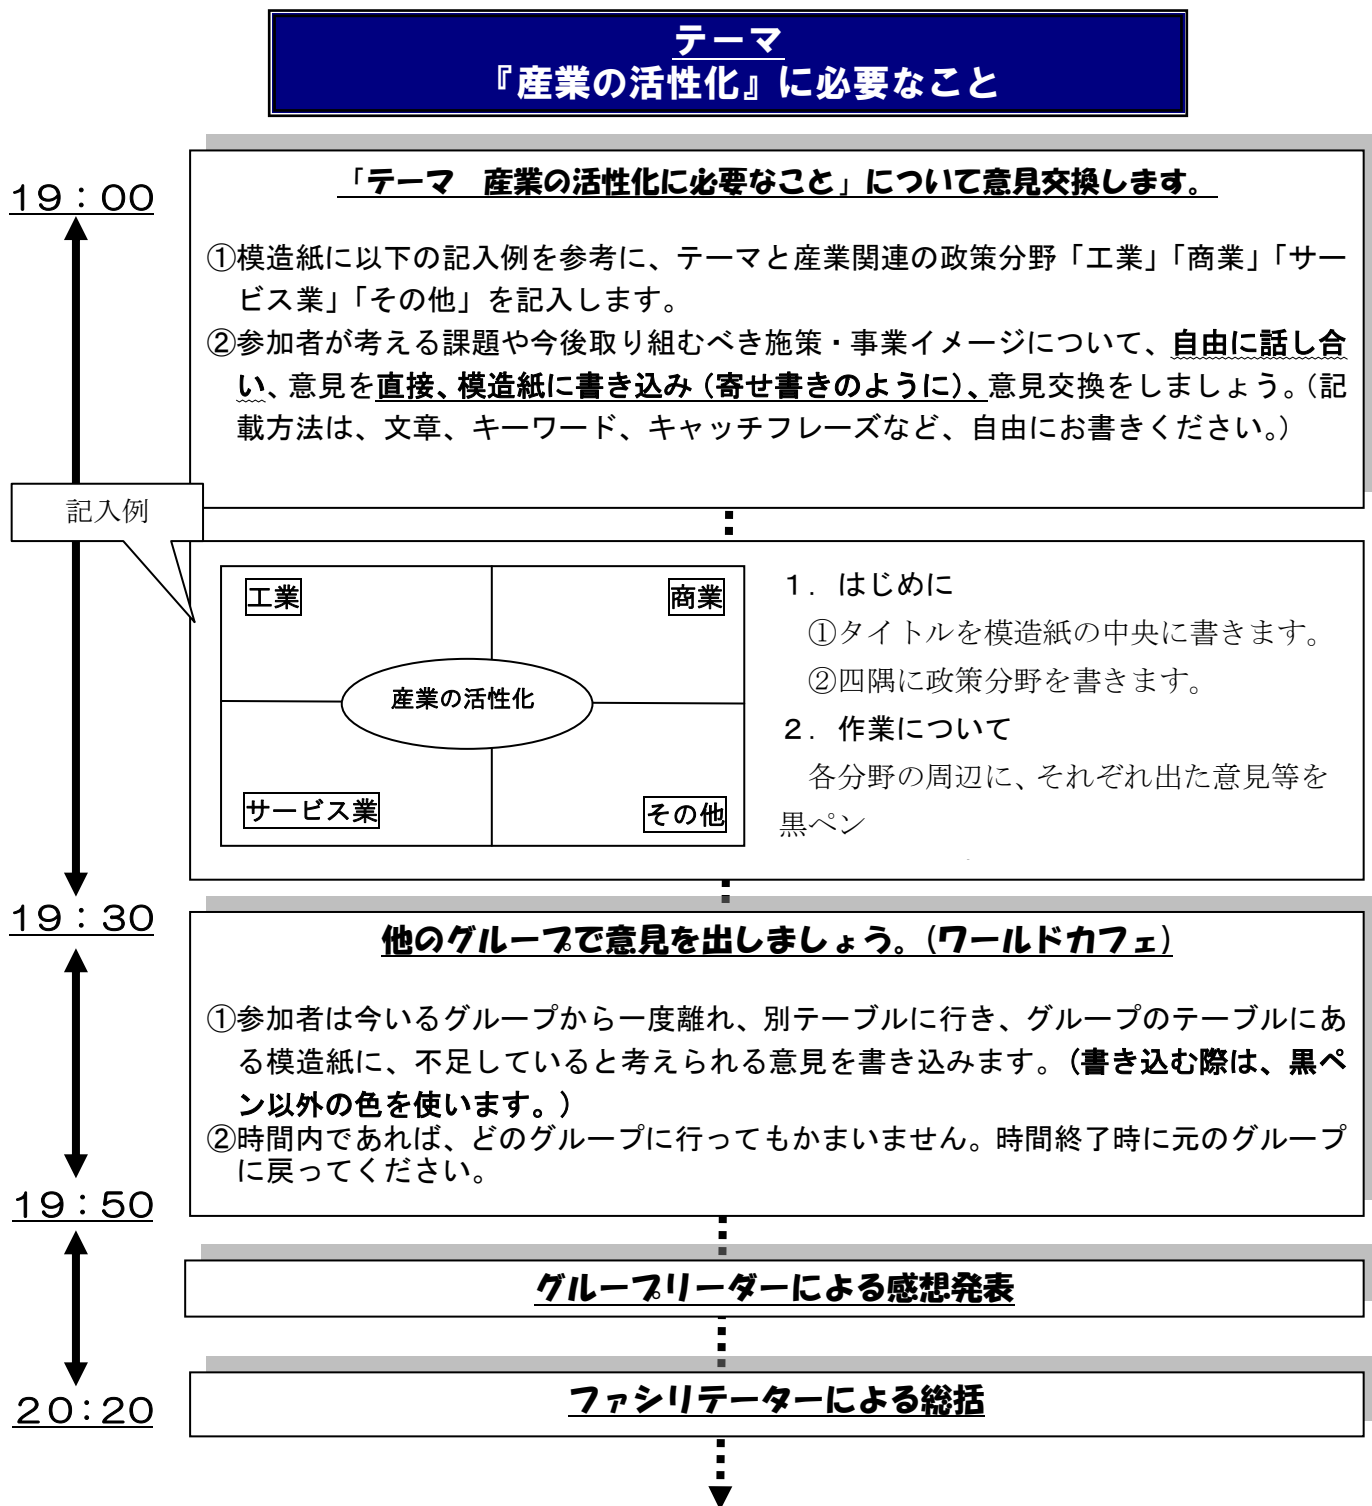 テーマ
『産業の活性化』に必要なこと
19:00
「テーマ　産業の活性化に必要なこと」について意見交換します。
①模造紙に以下の記入例を参考に、テーマと産業関連の政策分野「工業」「商業」「サー
ビス業」「その他」を記入します。
②参加者が考える課題や今後取り組むべき施策・事業イメージについて、自由に話し合
い、意見を直接、模造紙に書き込み（寄せ書きのように）、意見交換をしましょう。（記
載方法は、文章、キーワード、キャッチフレーズなど、自由にお書きください。）
記入例
工業
商業
産業の活性化
サービス業
その他
１．はじめに
①タイトルを模造紙の中央に書きます。
②四隅に政策分野を書きます。
２．作業について
各分野の周辺に、それぞれ出た意見等を
黒ペン
19:30
他のグループで意見を出しましょう。（ワールドカフェ）
①参加者は今いるグループから一度離れ、別テーブルに行き、グループのテーブルにあ
る模造紙に、不足していると考えられる意見を書き込みます。（書き込む際は、黒ペ
ン以外の色を使います。）
②時間内であれば、どのグループに行ってもかまいません。時間終了時に元のグループ
に戻ってください。
19:50
グループリーダーによる感想発表
20:20
ファシリテーターによる総括